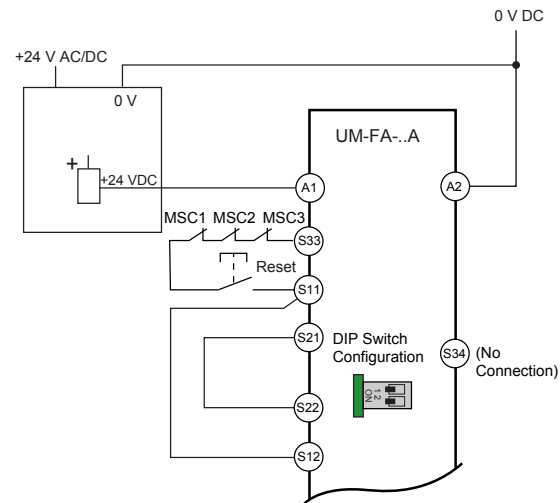 0 V DC
+24 V AC/DC
0 V
UM-FA-..A
+
+24 VDC
A1
A2
MSC1 MSC2 MSC3
S33
Reset
S11
S21
DIP Switch
Configuration
S34
(No
Connection)
1 2
ON
S22
S12